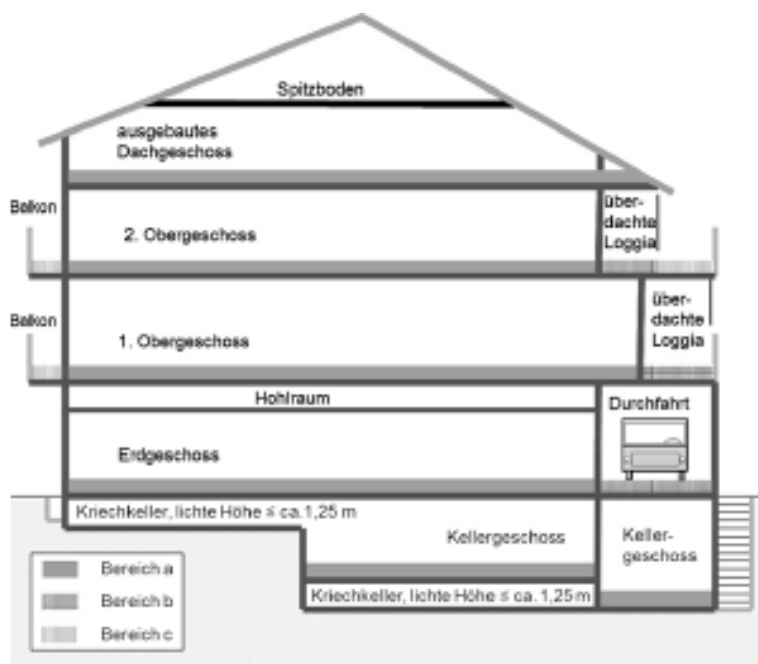 Spitzboden
ausgebautes
Dachgeschoss
Balkon
2. Obergeschoss
über-
dachte
Loggia
Balkon
1. Obergeschoss
über-
dachte
Loggia
Hohlraum
Durchfahrt
Erdgeschoss
Kriechkeller, lichte Höhe ≤ ca. 1,25 m
Kellergeschoss
Keller-
geschoss
Kriechkeller, lichte Höhe ≤ ca. 1,25 m
Bereich a
Bereich b
Bereich c